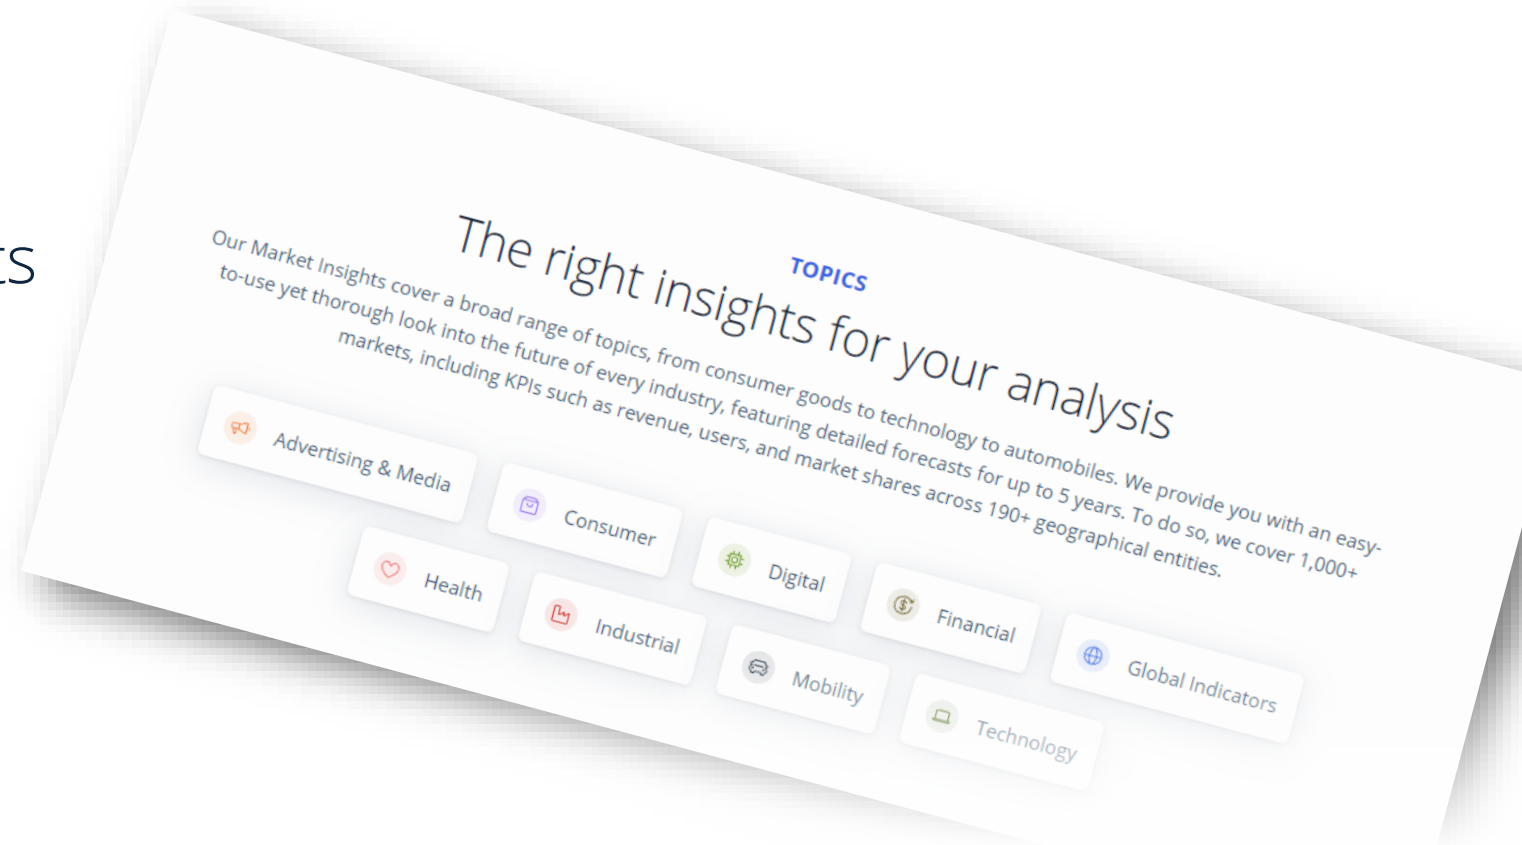 ts
TOPICS
The right insights for your analysis
Our Market Insights cover a broad range of topics, from consumer goods to technology to automobiles. We provide you with an easy-
to-use yet thorough look into the future of every industry, featuring detailed forecasts for up to 5 years. To do so, we cover 1,000+
markets, including KPIs such as revenue, users, and market shares across 190+ geographical entities.
Advertising & Media
Consumer
Digital
Financial
Global Indicators
Health
Industrial
Mobility
Technology